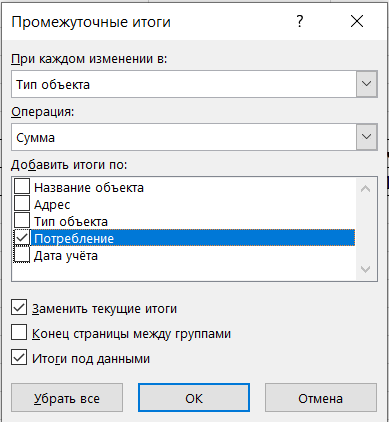 Промежуточные итоги
?
При каждом изменении в:
Тип объекта
Операция:
Сумма
Добавить итоги по:
Название объекта
Адрес
Тип объекта
Потребление
Дата учёта
Заменить текущие итоги
Конец страницы между группами
Итоги под данными
Убрать все
ОК
Отмена